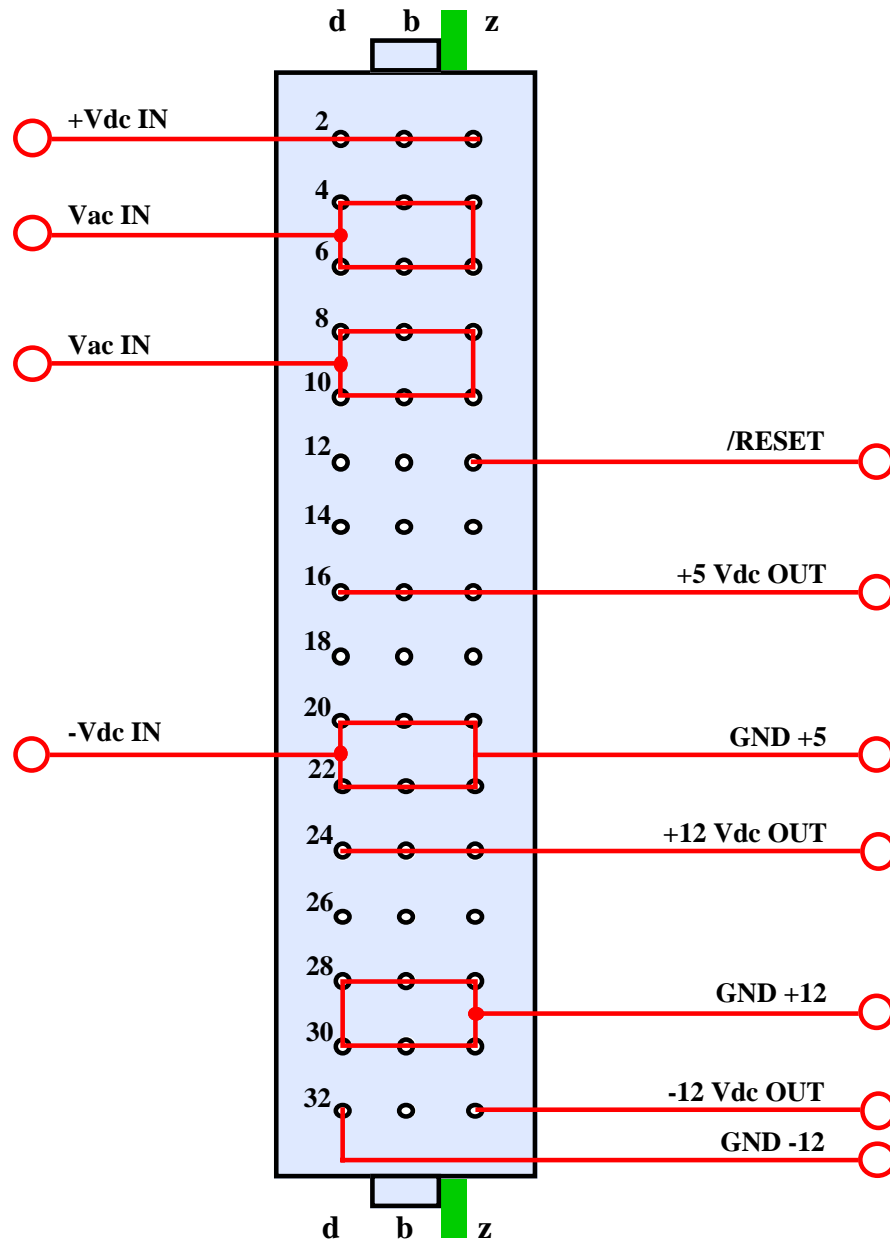 d b z
+Vdc IN 2
4
Vac IN
6
8
Vac IN
10
12 /RESET
14
16 +5 Vdc OUT
18
20
-Vdc IN GND +5
22
24 +12 Vdc OUT
26
28
GND +12
30
32 -12 Vdc OUT
GND -12
d b z